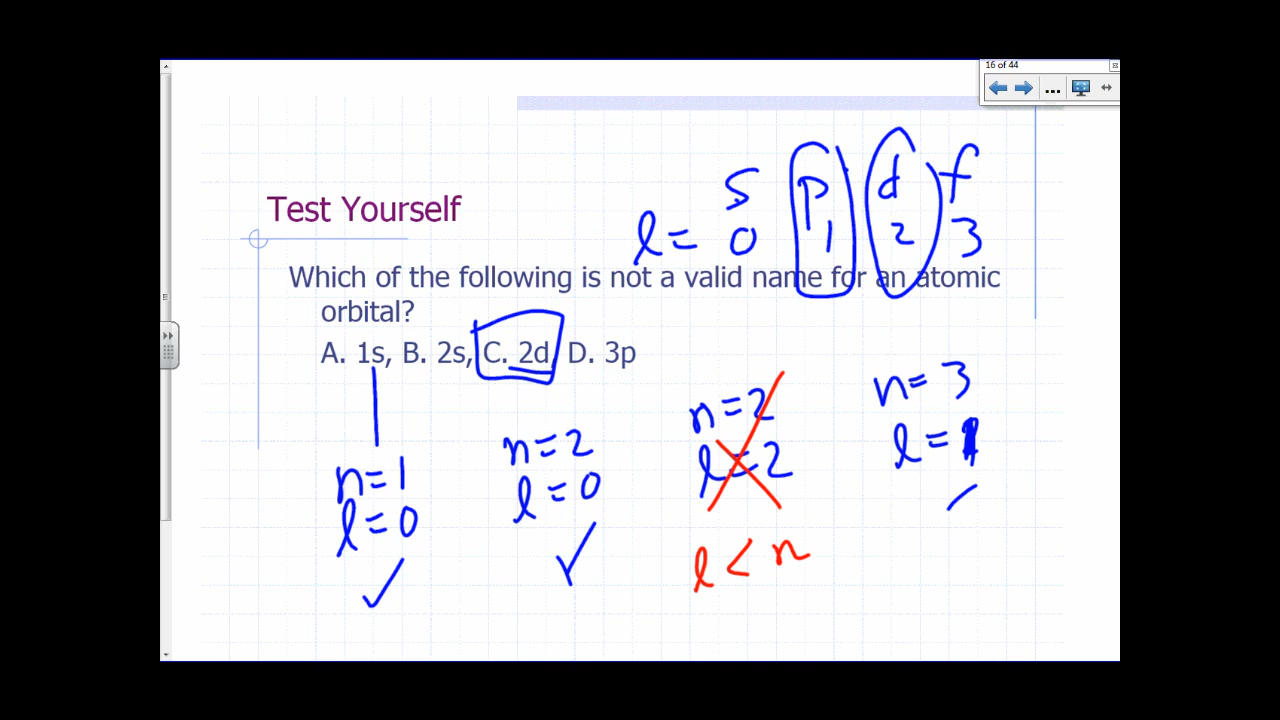 16 of 44
s p d f
l = 0 1 2 3
Test Yourself
Which of the following is not a valid name for an atomic
orbital?
A. 1s, B. 2s, C. 2d, D. 3p
n=1
l=0
n=2
l=0
n=2
l=2
l<n
n=3
l=1